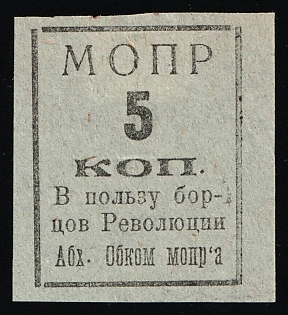 МОПР
5
КОП.
В пользу бор-
цов Революции
Абх. Обком мопр'а